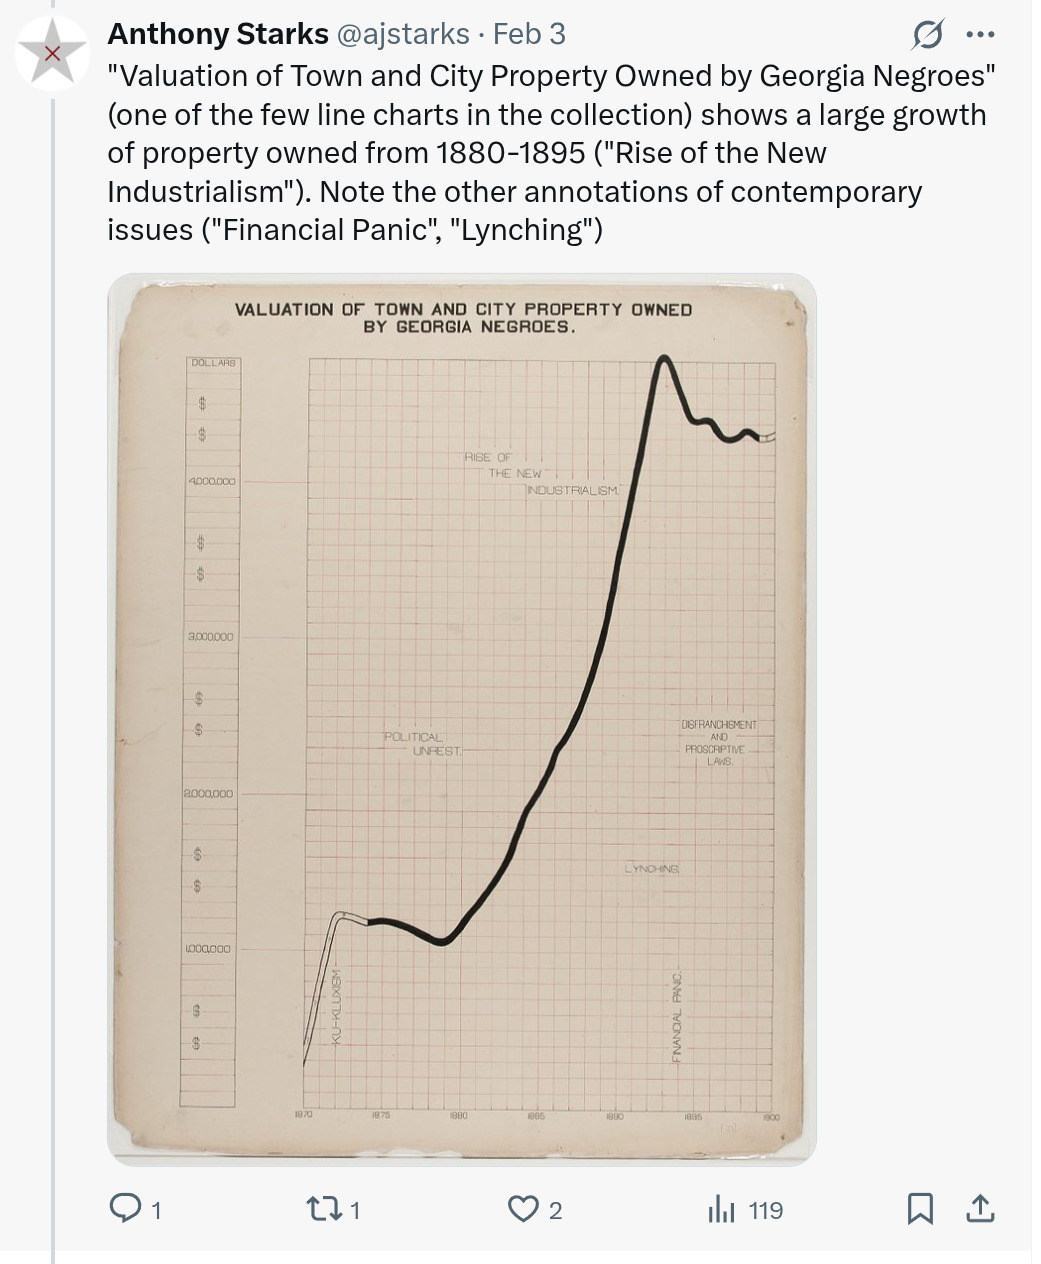 Anthony Starks @ajstarks · Feb 3
"Valuation of Town and City Property Owned by Georgia Negroes"
(one of the few line charts in the collection) shows a large growth
of property owned from 1880-1895 ("Rise of the New
Industrialism"). Note the other annotations of contemporary
issues ("Financial Panic", "Lynching")
VALUATION OF TOWN AND CITY PROPERTY OWNED
BY GEORGIA NEGROES.
DOLLARS
$
$
4,000,000
$
$
3,000,000
$
$
2,000,000
$
$
1,000,000
$
$
RISE OF
THE NEW
INDUSTRIALISM.
POLITICAL
UNREST.
DISFRANCHISMENT
AND
PROSCRIPTIVE
LAWS.
LYNCHING.
KU-KLUXISM
FINANCIAL PANIC.
1870 1875 1880 1885 1890 1895 1900
1 1 2 119